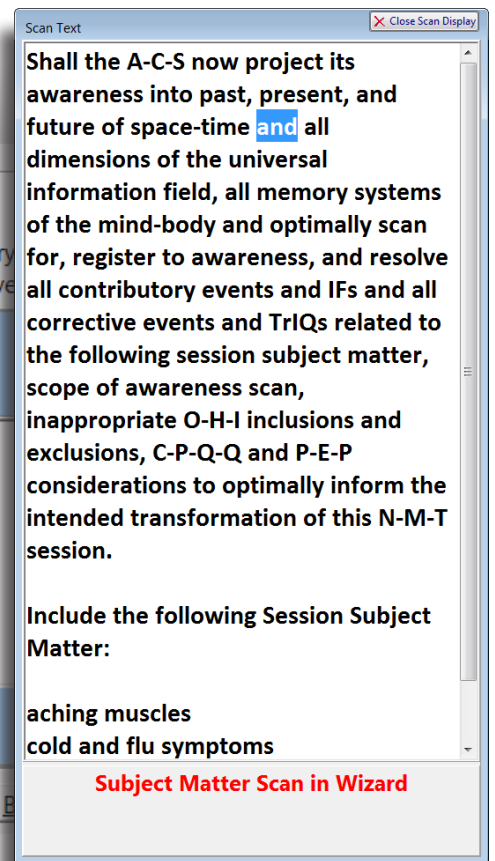 Scan Text
Close Scan Display
Shall the A-C-S now project its
awareness into past, present, and
future of space-time and all
dimensions of the universal
information field, all memory systems
of the mind-body and optimally scan
for, register to awareness, and resolve
all contributory events and IFs and all
corrective events and TrIQs related to
the following session subject matter,
scope of awareness scan,
inappropriate O-H-I inclusions and
exclusions, C-P-Q-Q and P-E-P
considerations to optimally inform the
intended transformation of this N-M-T
session.
Include the following Session Subject
Matter:
aching muscles
cold and flu symptoms
Subject Matter Scan in Wizard